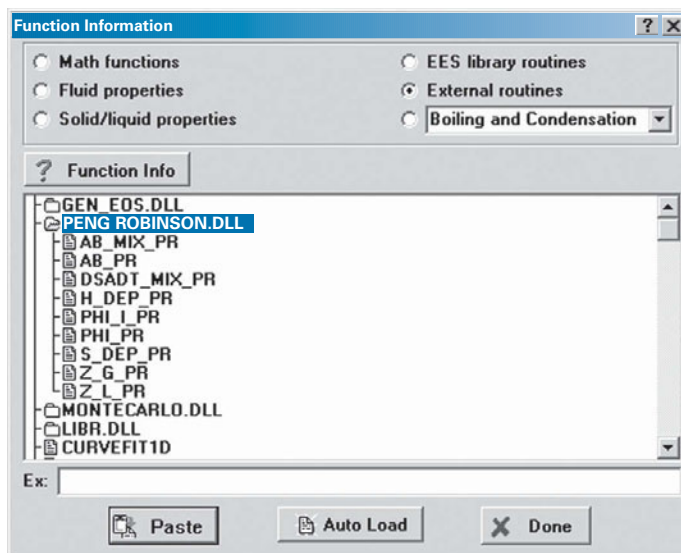 Function Information
Math functions
EES library routines
Fluid properties
External routines
Solid/liquid properties
Boiling and Condensation
? Function Info
GEN_EOS.DLL
PENG ROBINSON.DLL
AB_MIX_PR
AB_PR
DSADT_MIX_PR
H_DEP_PR
PHI_I_PR
PHI_PR
S_DEP_PR
Z_G_PR
Z_L_PR
MONTECARLO.DLL
LIBR.DLL
CURVEFIT1D
Ex:
Paste
Auto Load
Done